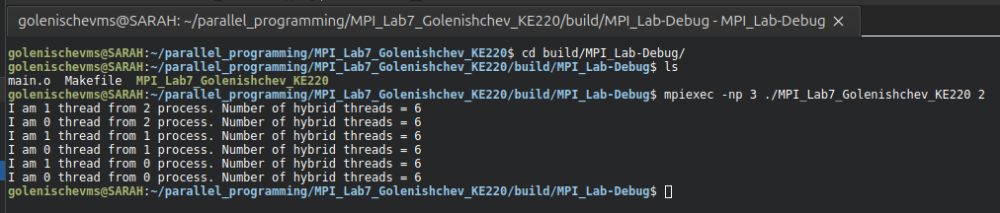 golenischevms@SARAH: ~/parallel_programming/MPI_Lab7_Golenishchev_KE220/build/MPI_Lab-Debug - MPI_Lab-Debug ×
golenischevms@SARAH:~/parallel_programming/MPI_Lab7_Golenishchev_KE220$ cd build/MPI_Lab-Debug/
golenischevms@SARAH:~/parallel_programming/MPI_Lab7_Golenishchev_KE220/build/MPI_Lab-Debug$ ls
main.o  Makefile  MPI_Lab7_Golenishchev_KE220
golenischevms@SARAH:~/parallel_programming/MPI_Lab7_Golenishchev_KE220/build/MPI_Lab-Debug$ mpiexec -np 3 ./MPI_Lab7_Golenishchev_KE220 2
I am 1 thread from 2 process. Number of hybrid threads = 6
I am 0 thread from 2 process. Number of hybrid threads = 6
I am 1 thread from 1 process. Number of hybrid threads = 6
I am 0 thread from 1 process. Number of hybrid threads = 6
I am 1 thread from 0 process. Number of hybrid threads = 6
I am 0 thread from 0 process. Number of hybrid threads = 6
golenischevms@SARAH:~/parallel_programming/MPI_Lab7_Golenishchev_KE220/build/MPI_Lab-Debug$